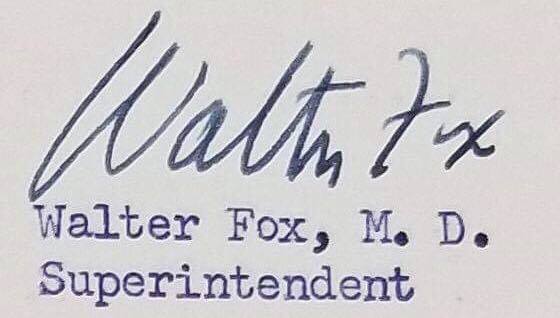 Walter Fox
Walter Fox, M. D.
Superintendent